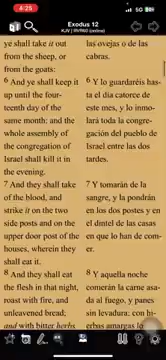 4:25
5G
Exodus 12
KJV | RVR60 (online)
ye shall take it out
from the sheep, or
from the goats:
6 And ye shall keep it
up until the four-
teenth day of the
same month: and the
whole assembly of
the congregation of
Israel shall kill it in
the evening.
7 And they shall take
of the blood, and
strike it on the two
side posts and on the
upper door post of the
houses, wherein they
shall eat it.
8 And they shall eat
the flesh in that night,
roast with fire, and
unleavened bread;
and with bitter herbs
las ovejas o de las
cabras.
6 Y lo guardaréis has-
ta el día catorce de
este mes, y lo inmo-
lará toda la congre-
gación del pueblo de
Israel entre las dos
tardes.
7 Y tomarán de la
sangre, y la pondrán
en los dos postes y en
el dintel de las casas
en que lo han de com-
er.
8 Y aquella noche
comerán la carne asa-
da al fuego, y panes
sin levadura; con hi-
erbas amargas lo